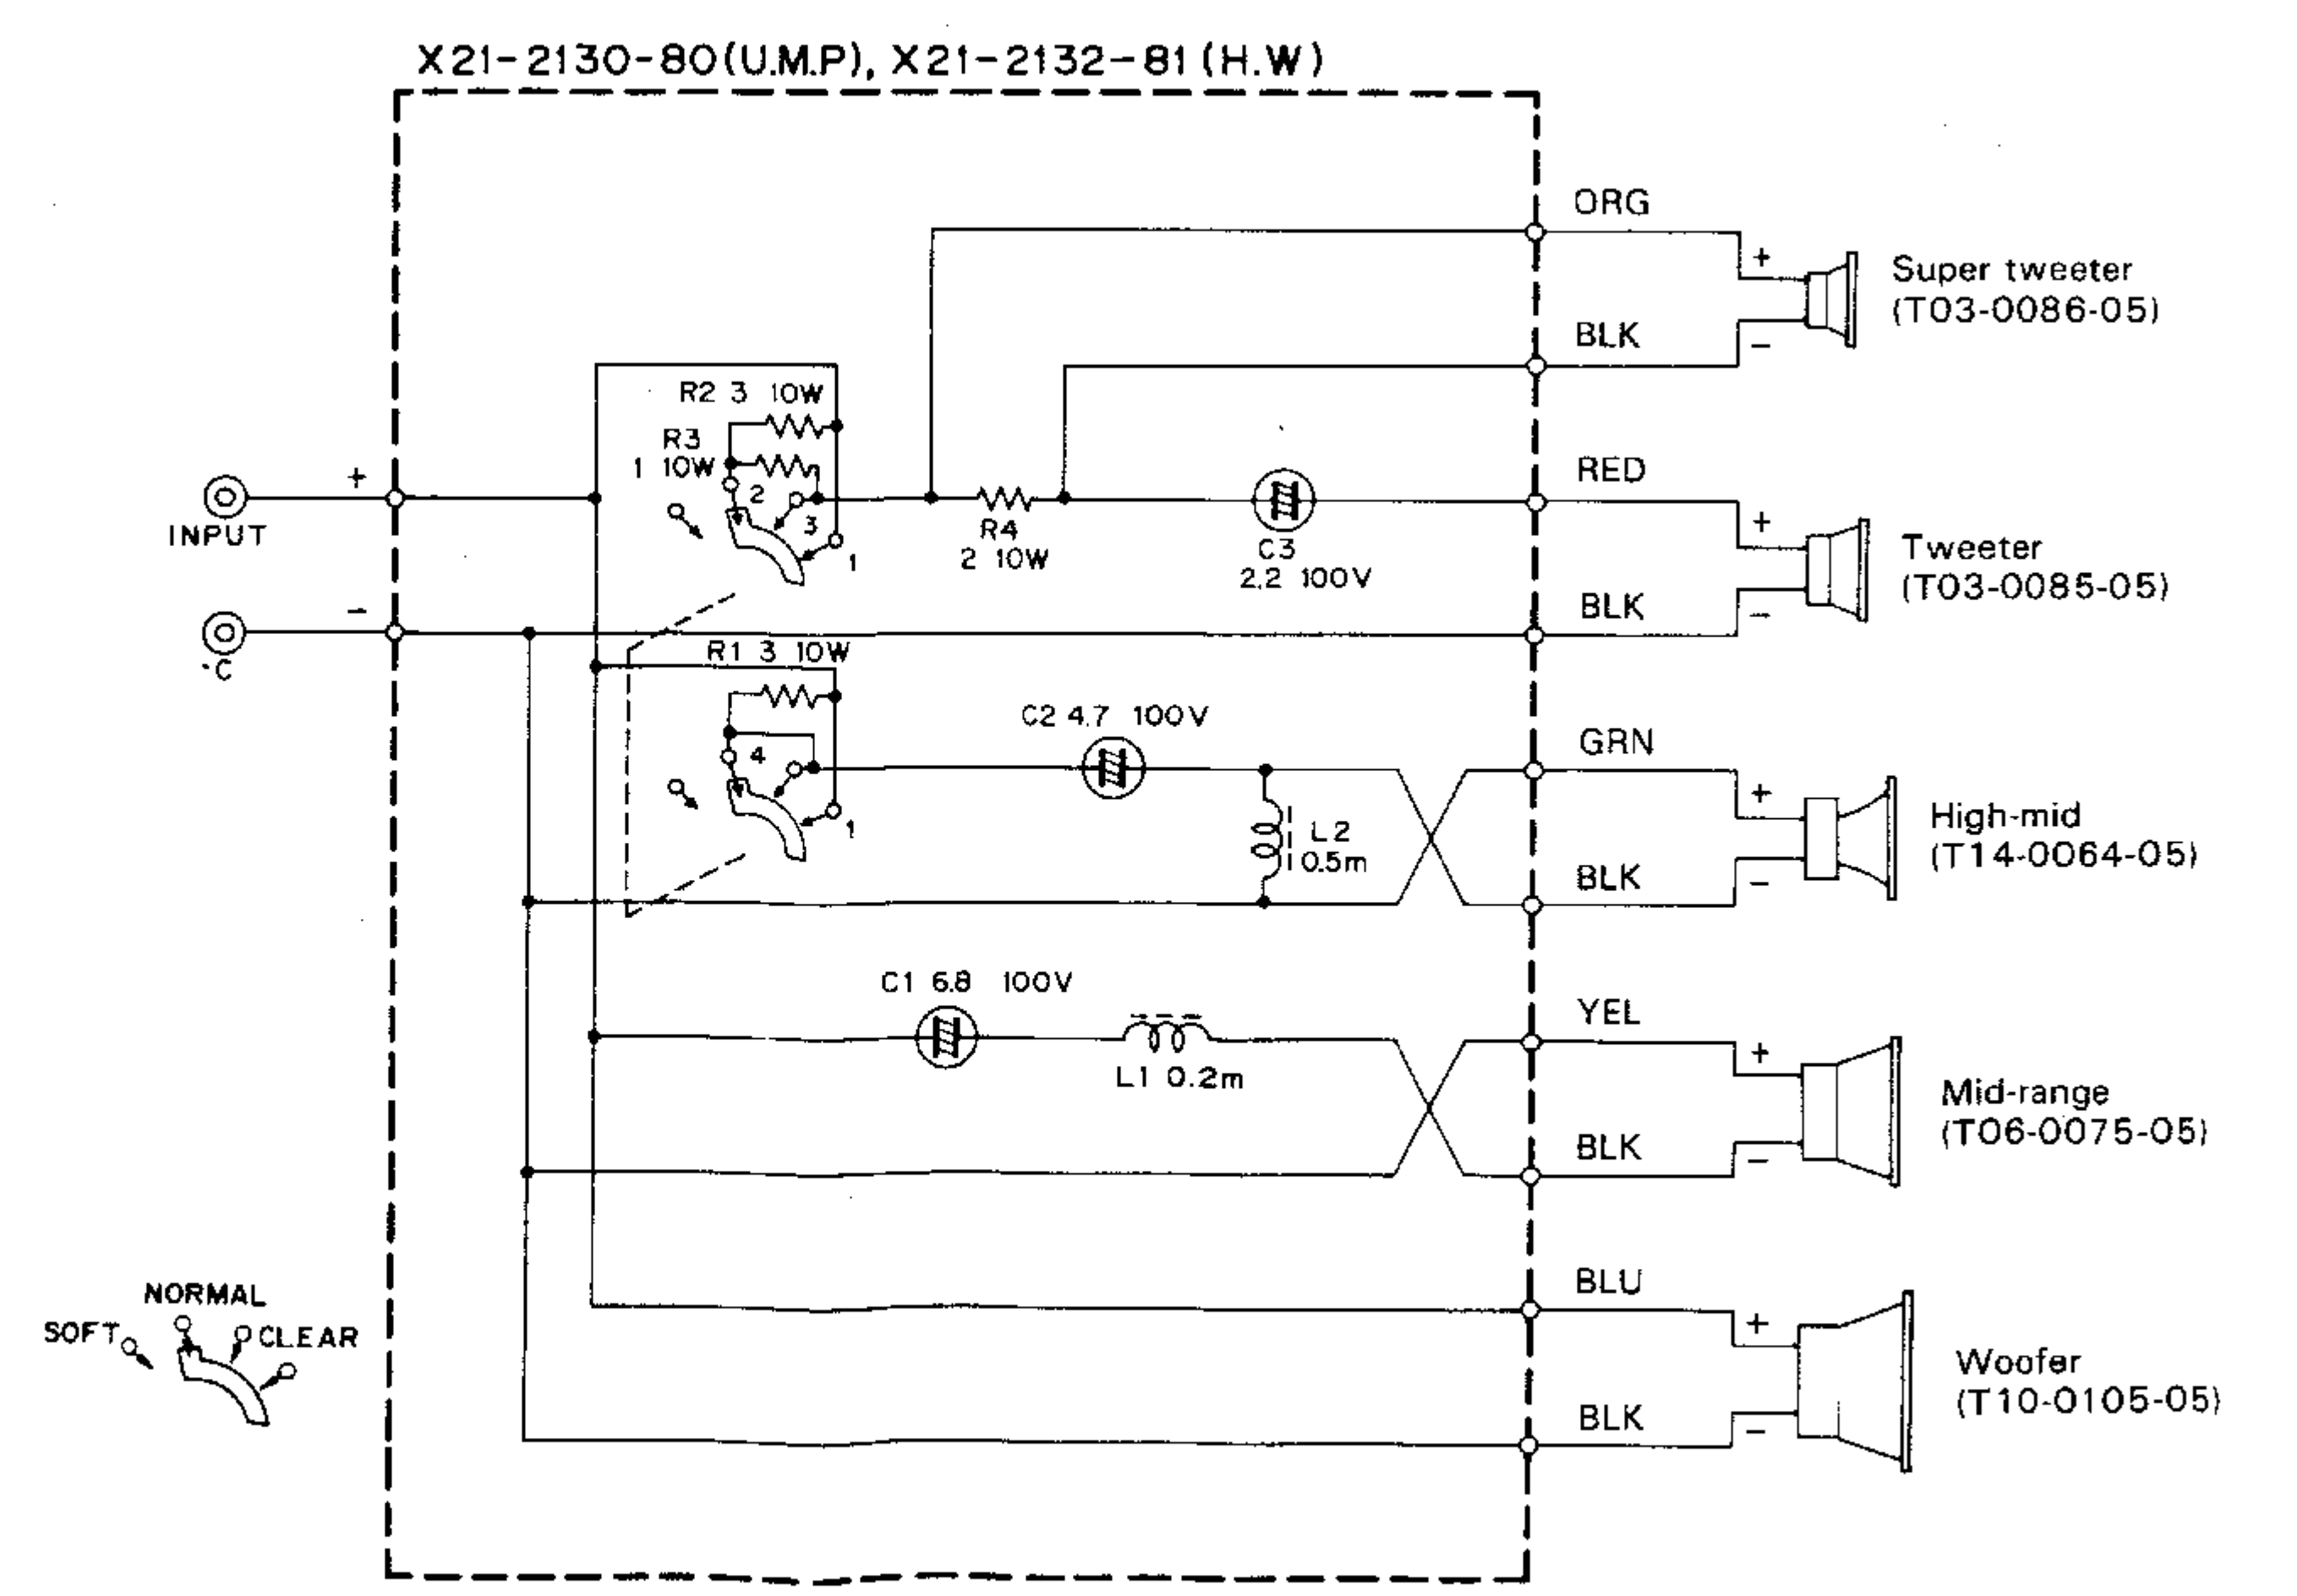 X21-2130-80(U.M.P), X21-2132-81(H.W)
ORG
+
Super tweeter
(T03-0086-05)
BLK
−
R2 3 10W
R3
1 10W
2
3
1
R4
2 10W
C3
2.2 100V
RED
+
Tweeter
(T03-0085-05)
BLK
−
+
INPUT
−
C
R1 3 10W
4
1
C2 4.7 100V
L2
0.5m
GRN
+
High-mid
(T14-0064-05)
BLK
−
C1 6.8 100V
L1 0.2m
YEL
+
Mid-range
(T06-0075-05)
BLK
−
BLU
+
Woofer
(T10-0105-05)
BLK
−
NORMAL
SOFT
CLEAR